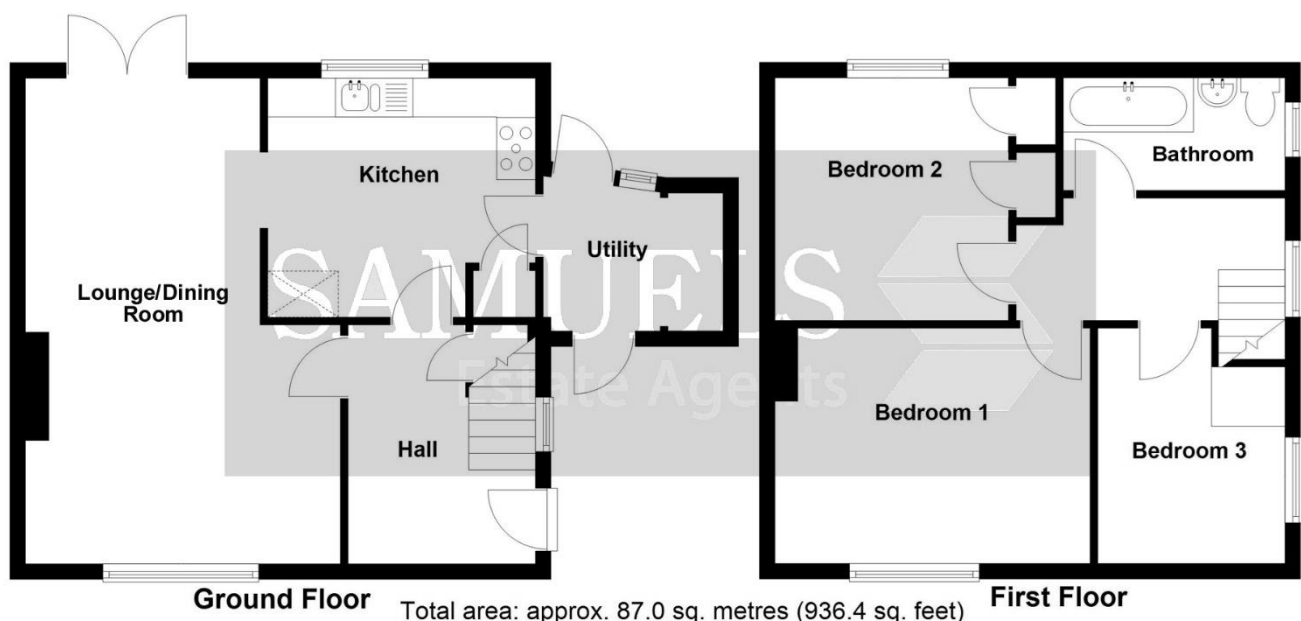 Kitchen
Lounge/Dining
Room
Utility
Hall
Bedroom 2
Bathroom
Bedroom 1
Bedroom 3
SAMUELS
Estate Agents
Ground Floor
First Floor
Total area: approx. 87.0 sq. metres (936.4 sq. feet)